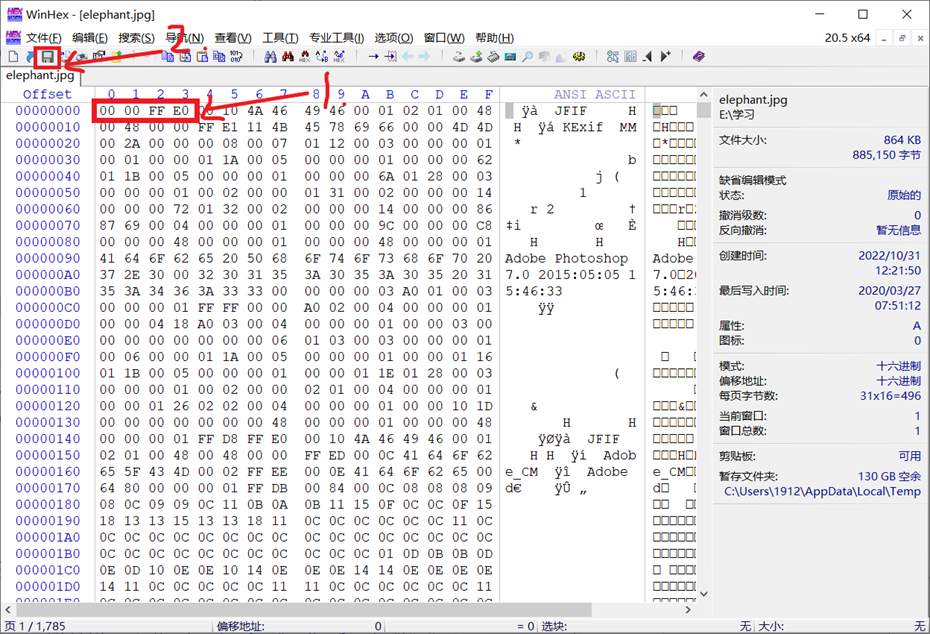 WinHex - [elephant.jpg]
文件(F) 编辑(E) 搜索(S) 导航(N) 查看(V) 工具(T) 专业工具(I) 选项(O) 窗口(W) 帮助(H) 20.5 x64
2.
elephant.jpg
1.
Offset 0 1 2 3 4 5 6 7 8 9 A B C D E F ANSI ASCII
00000000 00 00 FF E0 00 10 4A 46 49 46 00 01 02 01 00 48 ÿà JFIF H
00000010 00 48 00 00 FF E1 11 4B 45 78 69 66 00 00 4D 4D H ÿá KExif MM
00000020 00 2A 00 00 00 08 00 07 01 12 00 03 00 00 00 01 *
00000030 00 01 00 00 01 1A 00 05 00 00 00 01 00 00 00 62 b
00000040 01 1B 00 05 00 00 00 01 00 00 00 6A 01 28 00 03 j (
00000050 00 00 00 01 00 02 00 00 01 31 00 02 00 00 00 14 1
00000060 00 00 00 72 01 32 00 02 00 00 00 14 00 00 00 86 r 2 †
00000070 87 69 00 04 00 00 00 01 00 00 00 9C 00 00 00 C8 ‡i œ È
00000080 00 00 00 48 00 00 00 01 00 00 00 48 00 00 00 01 H H
00000090 41 64 6F 62 65 20 50 68 6F 74 6F 73 68 6F 70 20 Adobe Photoshop Adobe
000000A0 37 2E 30 00 32 30 31 35 3A 30 35 3A 30 35 20 31 7.0 2015:05:05 1
000000B0 35 3A 34 36 3A 33 33 00 00 00 00 03 A0 01 00 03 5:46:33 5:46:
000000C0 00 00 00 01 FF FF 00 00 A0 02 00 04 00 00 00 01 ÿÿ
000000D0 00 00 04 18 A0 03 00 04 00 00 00 01 00 00 03 00
000000E0 00 00 00 00 00 00 00 06 01 03 00 03 00 00 00 01
000000F0 00 06 00 00 01 1A 00 05 00 00 00 01 00 00 01 16
00000100 01 1B 00 05 00 00 00 01 00 00 01 1E 01 28 00 03 (
00000110 00 00 00 01 00 02 00 00 02 01 00 04 00 00 00 01
00000120 00 00 01 26 02 02 00 04 00 00 00 01 00 00 10 1D &
00000130 00 00 00 00 00 00 00 48 00 00 00 01 00 00 00 48 H H
00000140 00 00 00 01 FF D8 FF E0 00 10 4A 46 49 46 00 01 ÿØÿà JFIF
00000150 02 01 00 48 00 48 00 00 FF ED 00 0C 41 64 6F 62 H H ÿí Adob
00000160 65 5F 43 4D 00 02 FF EE 00 0E 41 64 6F 62 65 00 e_CM ÿî Adobe e_CM
00000170 64 80 00 00 00 01 FF DB 00 84 00 0C 08 08 08 09 d€ ÿÛ „
00000180 08 0C 09 09 0C 11 0B 0A 0B 11 15 0F 0C 0C 0F 15
00000190 18 13 13 15 13 13 18 11 0C 0C 0C 0C 0C 0C 11 0C
000001A0 0C 0C 0C 0C 0C 0C 0C 0C 0C 0C 0C 0C 0C 0C 0C 0C
000001B0 0C 0C 0C 0C 0C 0C 0C 0C 0C 0C 0C 01 0D 0B 0B 0D
000001C0 0E 0D 10 0E 0E 10 14 0E 0E 0E 14 14 0E 0E 0E 0E
000001D0 14 11 0C 0C 0C 0C 0C 11 11 0C 0C 0C 0C 0C 0C 11
elephant.jpg
E:\学习
文件大小: 864 KB
885,150 字节
缺省编辑模式
状态: 原始的
撤消级数: 0
反向撤消: 暂无信息
创建时间: 2022/10/31
12:21:50
最后写入时间: 2020/03/27
07:51:12
属性: A
图标: 0
模式: 十六进制
偏移地址: 十六进制
每页字节数: 31x16=496
当前窗口: 1
窗口总数: 1
剪贴板: 可用
暂存文件夹: 130 GB 空余
C:\Users\1912\AppData\Local\Temp
页 1 / 1,785 偏移地址: 0 = 0 选块: 无 大小: 无